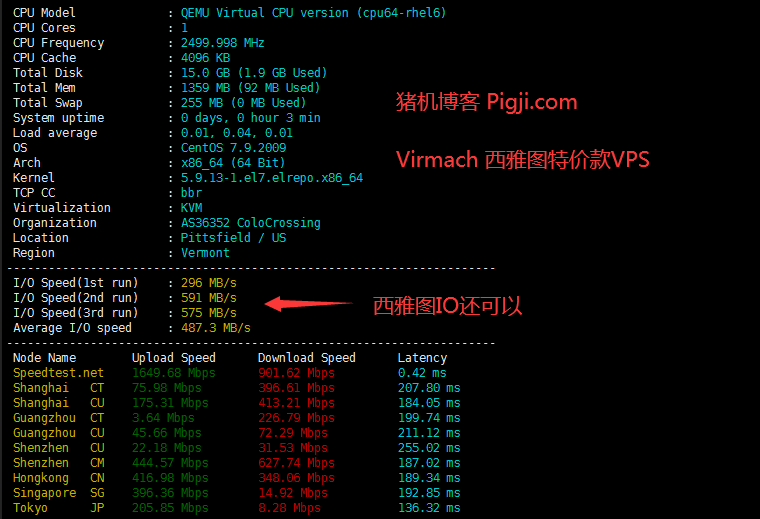 CPU Model : QEMU Virtual CPU version (cpu64-rhel6)
CPU Cores : 1
CPU Frequency : 2499.998 MHz
CPU Cache : 4096 KB
Total Disk : 15.0 GB (1.9 GB Used)
Total Mem : 1359 MB (92 MB Used)
Total Swap : 255 MB (0 MB Used)
猪机博客 Pigji.com
System uptime : 0 days, 0 hour 3 min
Load average : 0.01, 0.04, 0.01
OS : CentOS 7.9.2009
Arch : x86_64 (64 Bit)
Virmach 西雅图特价款VPS
Kernel : 5.9.13-1.el7.elrepo.x86_64
TCP CC : bbr
Virtualization : KVM
Organization : AS36352 ColoCrossing
Location : Pittsfield / US
Region : Vermont
----------------------------------------------------------------------
I/O Speed(1st run) : 296 MB/s
I/O Speed(2nd run) : 591 MB/s
I/O Speed(3rd run) : 575 MB/s
西雅图IO还可以
Average I/O speed : 487.3 MB/s
----------------------------------------------------------------------
Node Name Upload Speed Download Speed Latency
Speedtest.net 1649.68 Mbps 901.62 Mbps 0.42 ms
Shanghai CT 75.98 Mbps 396.61 Mbps 207.80 ms
Shanghai CU 175.31 Mbps 413.21 Mbps 184.05 ms
Guangzhou CT 3.64 Mbps 226.79 Mbps 199.74 ms
Guangzhou CU 45.66 Mbps 72.29 Mbps 211.12 ms
Shenzhen CU 22.18 Mbps 31.53 Mbps 255.02 ms
Shenzhen CM 444.57 Mbps 627.74 Mbps 187.02 ms
Hongkong CN 416.98 Mbps 348.06 Mbps 189.34 ms
Singapore SG 396.36 Mbps 14.92 Mbps 192.85 ms
Tokyo JP 205.85 Mbps 8.28 Mbps 136.32 ms